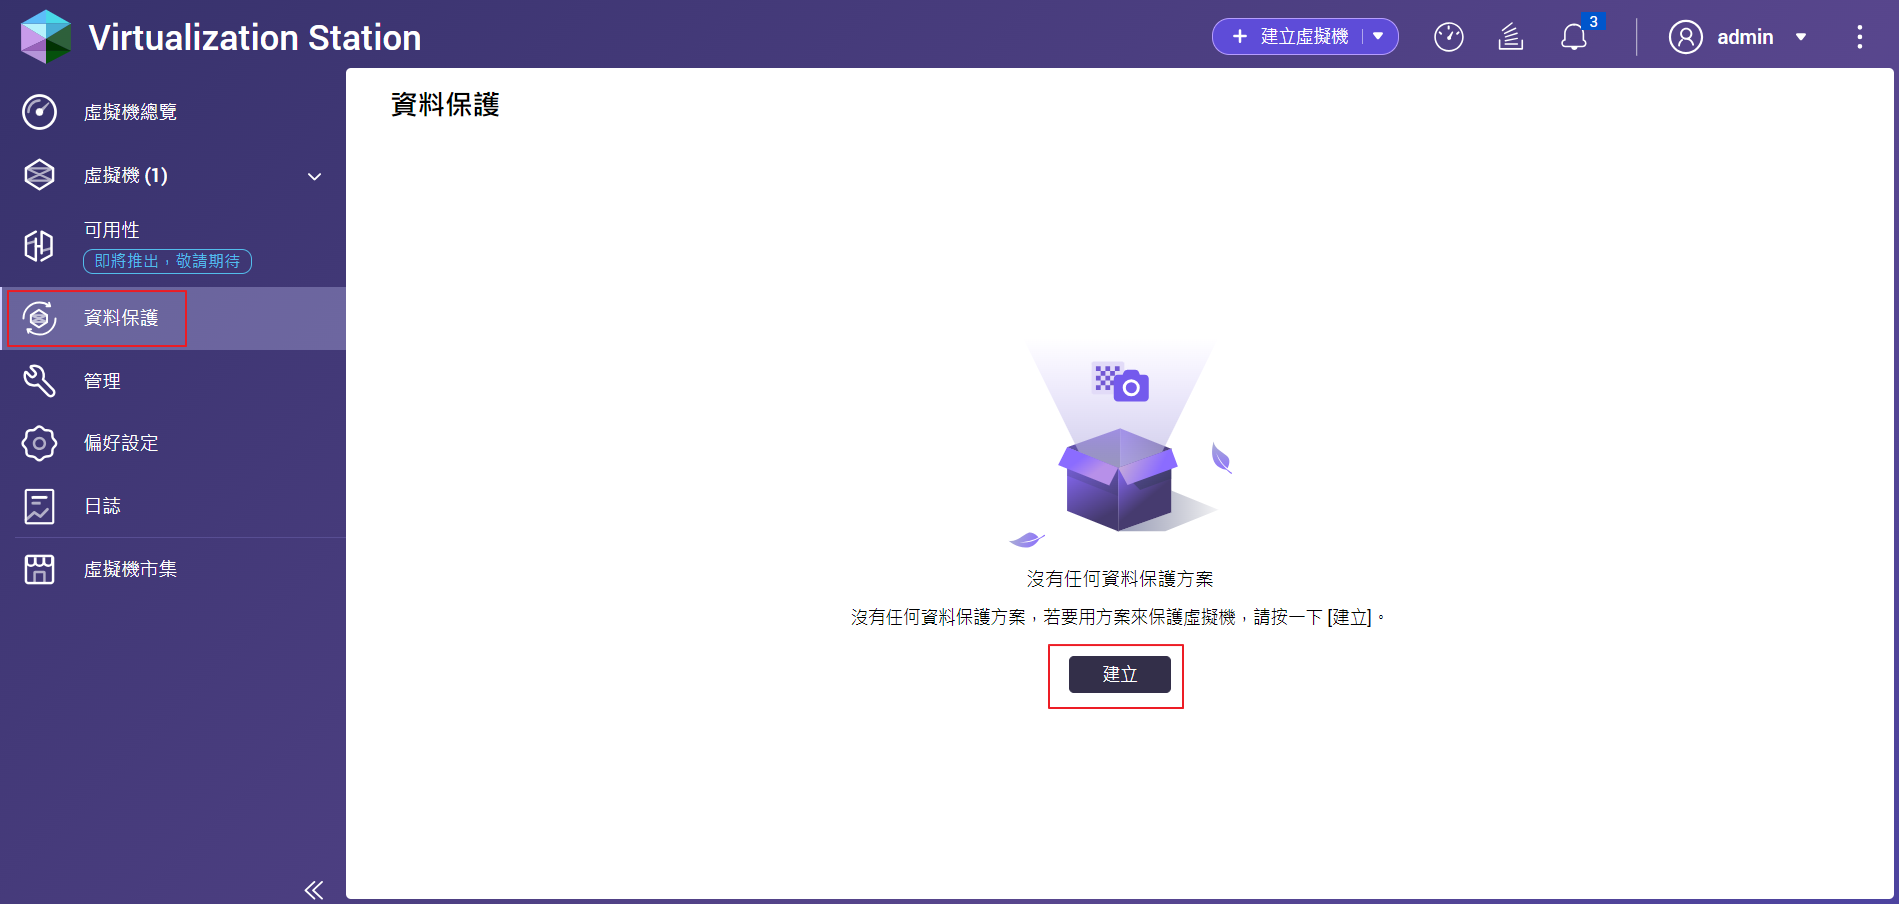 Virtualization Station
建立虛擬機
3
admin
虛擬機總覽
虛擬機 (1)
可用性
即將推出，敬請期待
資料保護
管理
偏好設定
日誌
虛擬機市集
資料保護
沒有任何資料保護方案
沒有任何資料保護方案，若要用方案來保護虛擬機，請按一下 [建立]。
建立